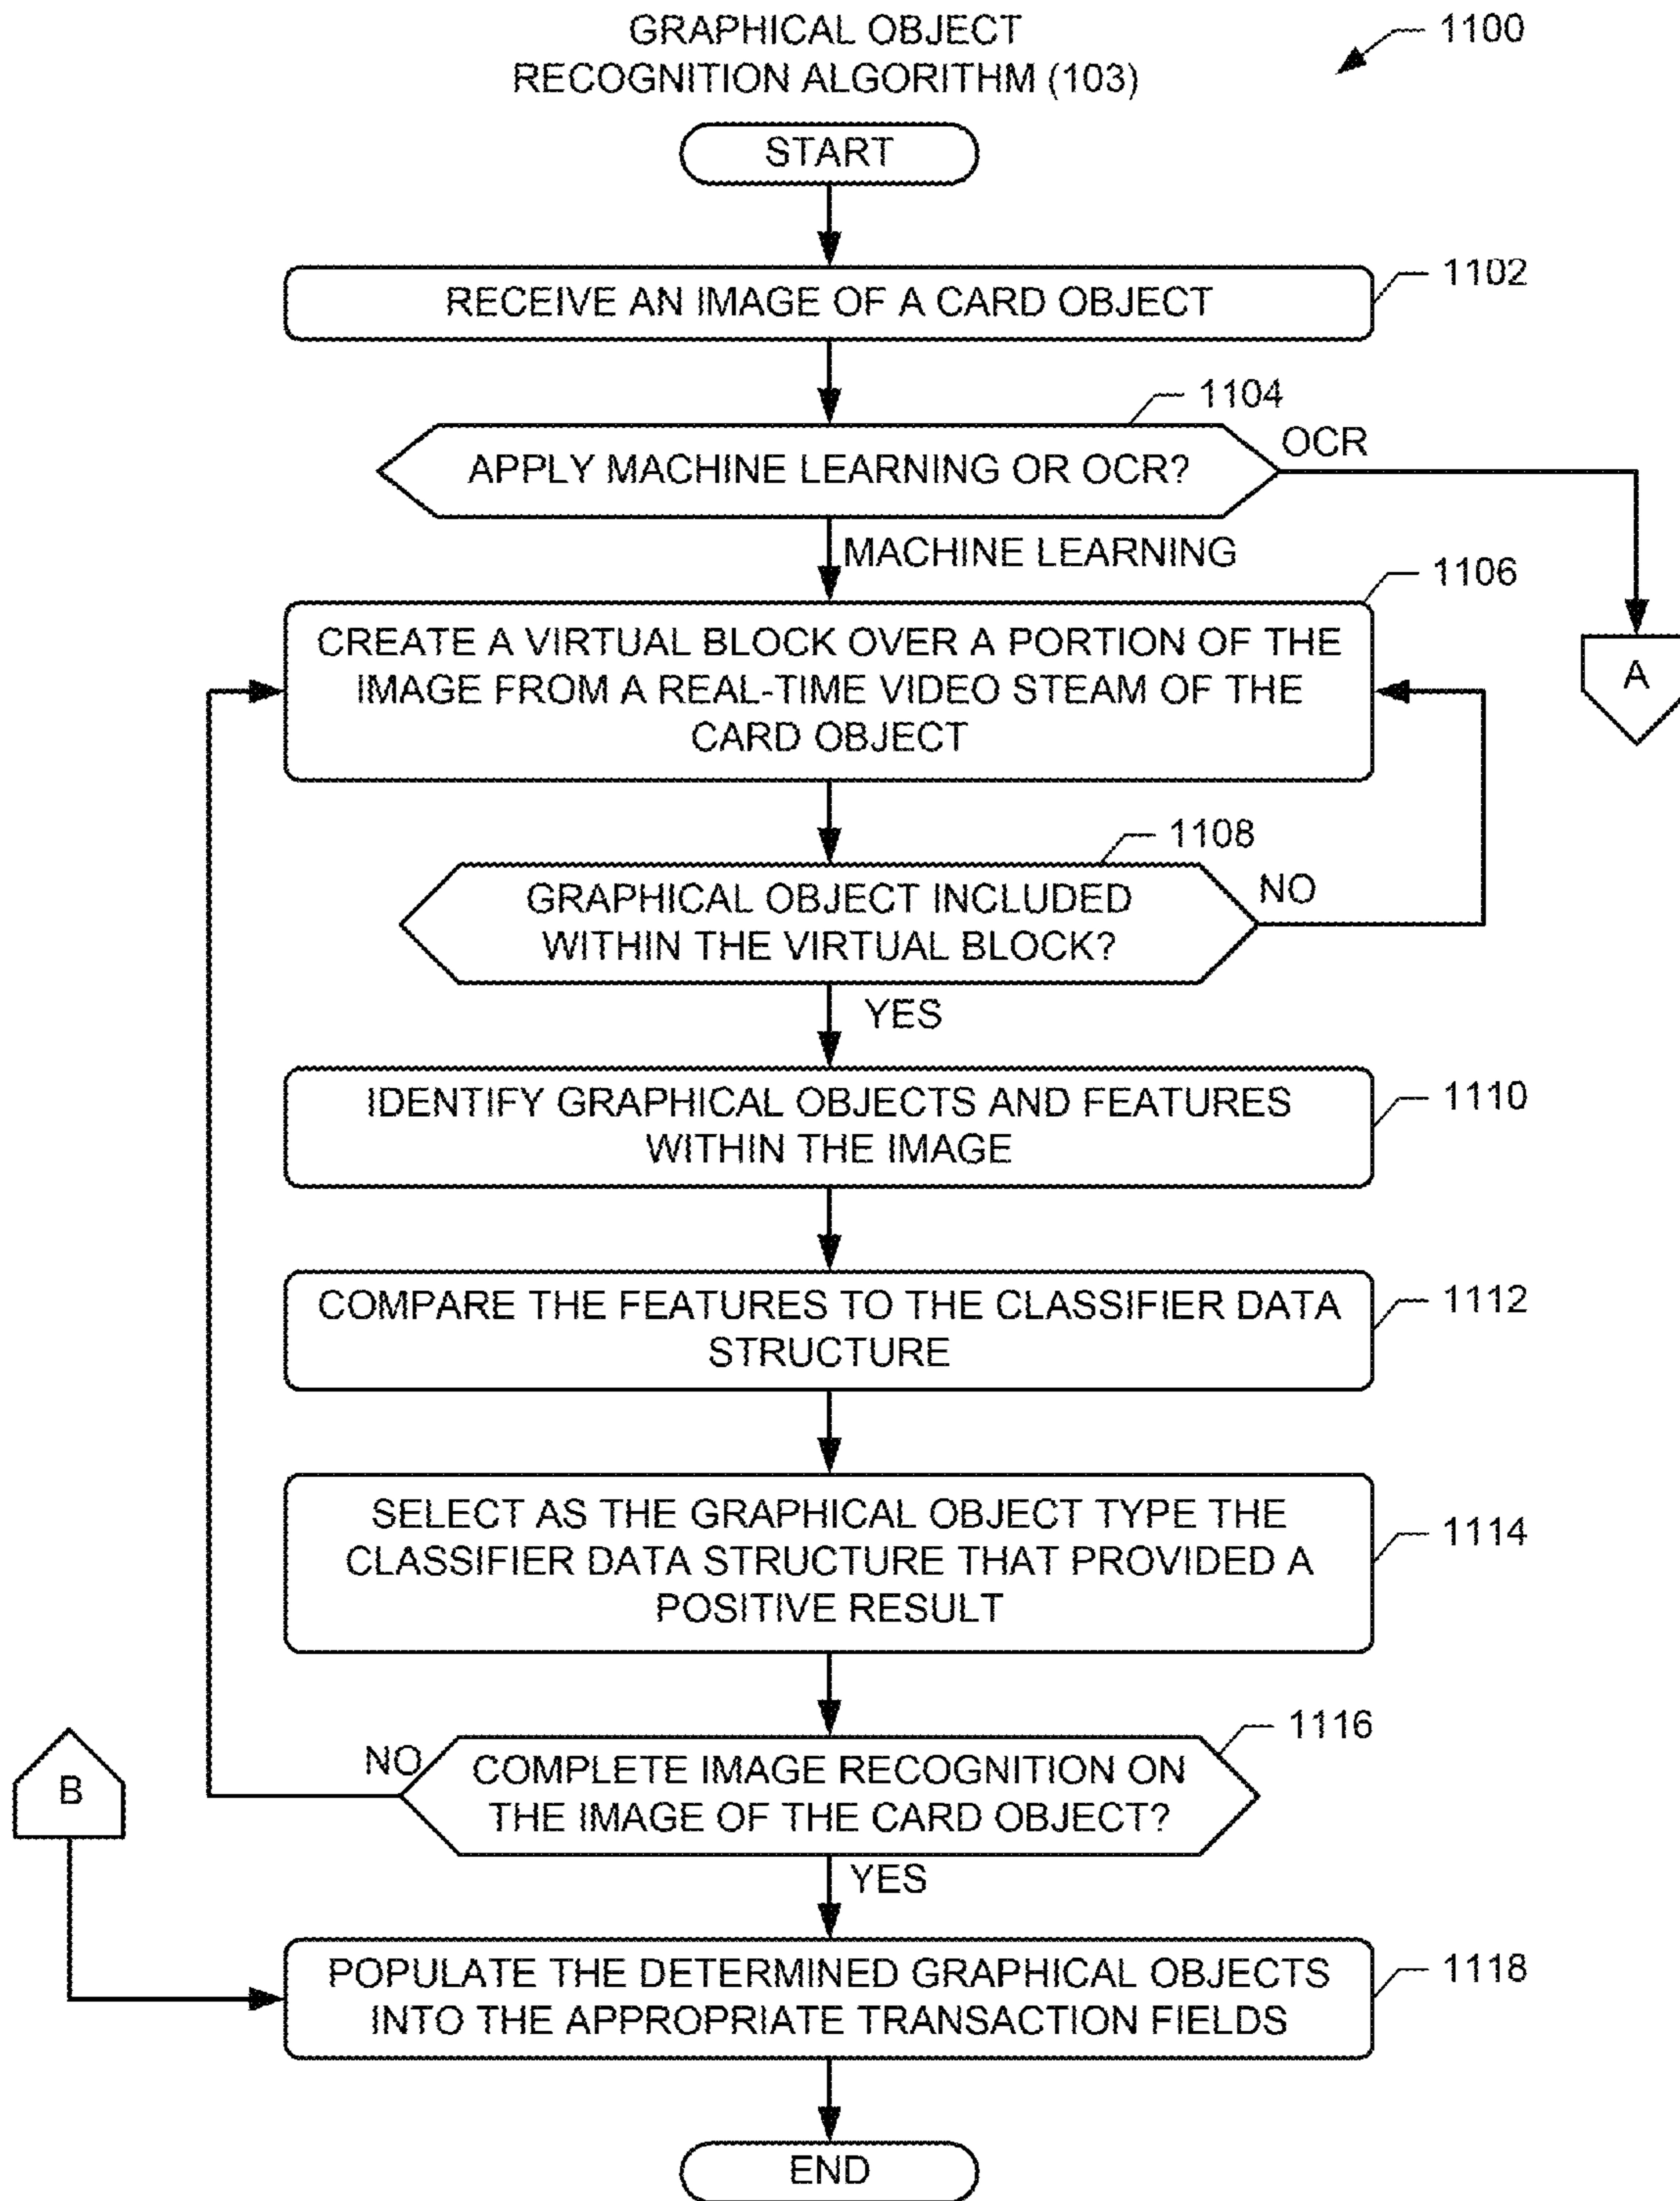 GRAPHICAL OBJECT
RECOGNITION ALGORITHM (103)
1100
START
RECEIVE AN IMAGE OF A CARD OBJECT
1102
APPLY MACHINE LEARNING OR OCR?
1104
OCR
MACHINE LEARNING
A
CREATE A VIRTUAL BLOCK OVER A PORTION OF THE
IMAGE FROM A REAL-TIME VIDEO STEAM OF THE
CARD OBJECT
1106
GRAPHICAL OBJECT INCLUDED
WITHIN THE VIRTUAL BLOCK?
1108
NO
YES
IDENTIFY GRAPHICAL OBJECTS AND FEATURES
WITHIN THE IMAGE
1110
COMPARE THE FEATURES TO THE CLASSIFIER DATA
STRUCTURE
1112
SELECT AS THE GRAPHICAL OBJECT TYPE THE
CLASSIFIER DATA STRUCTURE THAT PROVIDED A
POSITIVE RESULT
1114
COMPLETE IMAGE RECOGNITION ON
THE IMAGE OF THE CARD OBJECT?
1116
NO
YES
B
POPULATE THE DETERMINED GRAPHICAL OBJECTS
INTO THE APPROPRIATE TRANSACTION FIELDS
1118
END